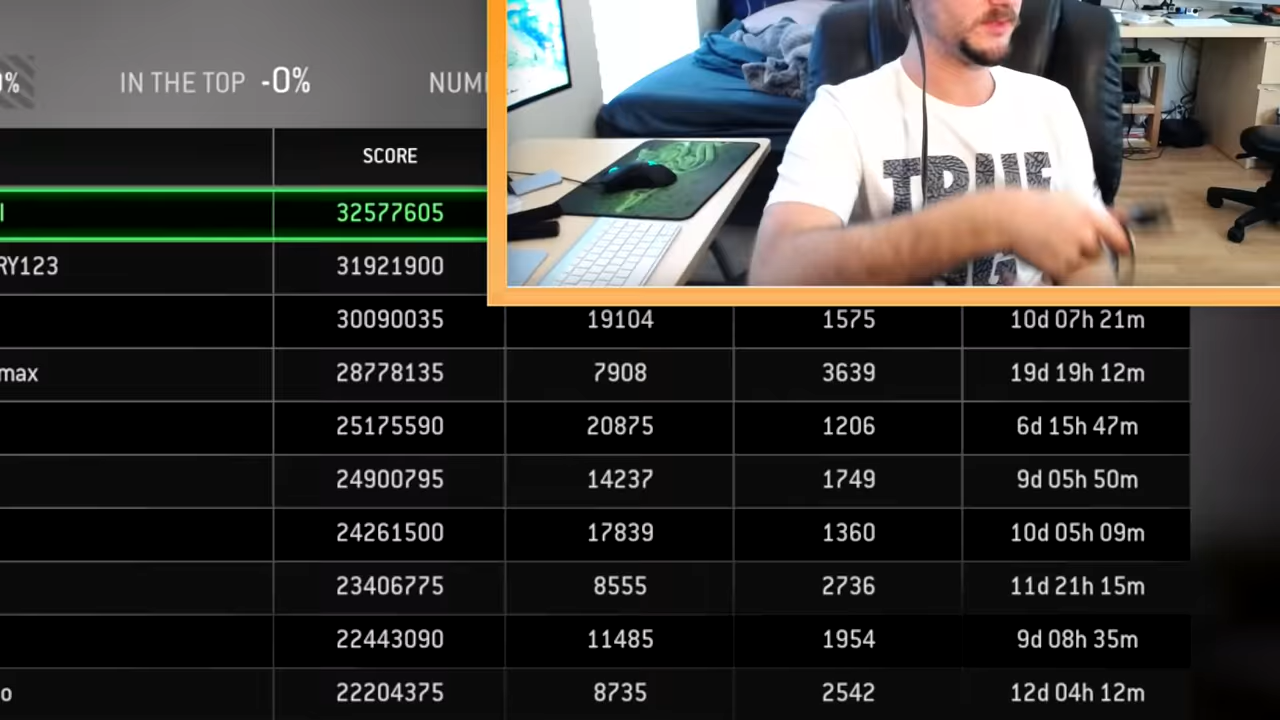 % IN THE TOP -0% NUM
SCORE
l 32577605
RY123 31921900
30090035 19104 1575 10d 07h 21m
max 28778135 7908 3639 19d 19h 12m
25175590 20875 1206 6d 15h 47m
24900795 14237 1749 9d 05h 50m
24261500 17839 1360 10d 05h 09m
23406775 8555 2736 11d 21h 15m
22443090 11485 1954 9d 08h 35m
o 22204375 8735 2542 12d 04h 12m
TRUE